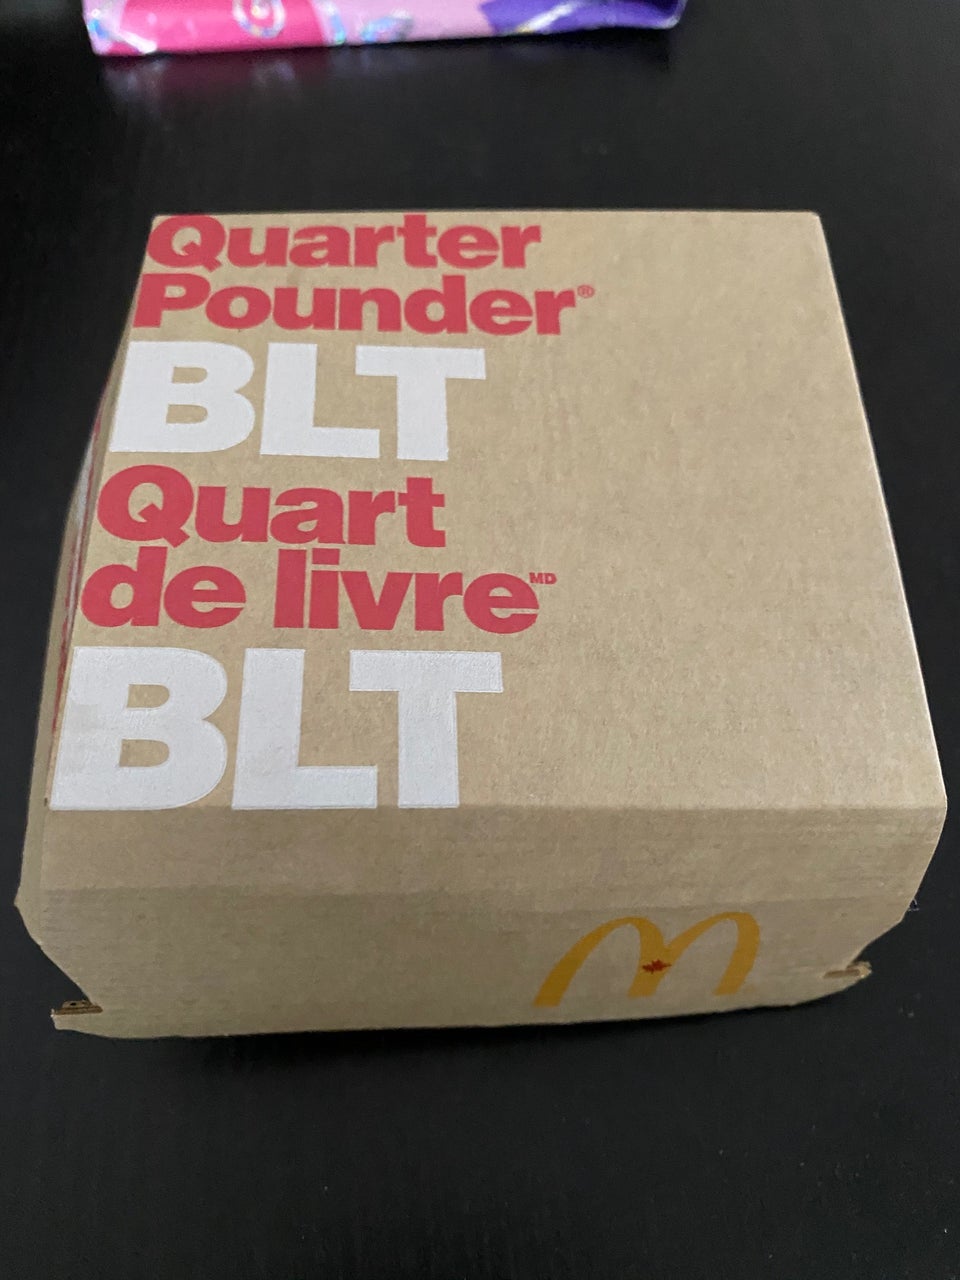 Quarter
Pounder®
BLT
Quart
de livre MD
BLT